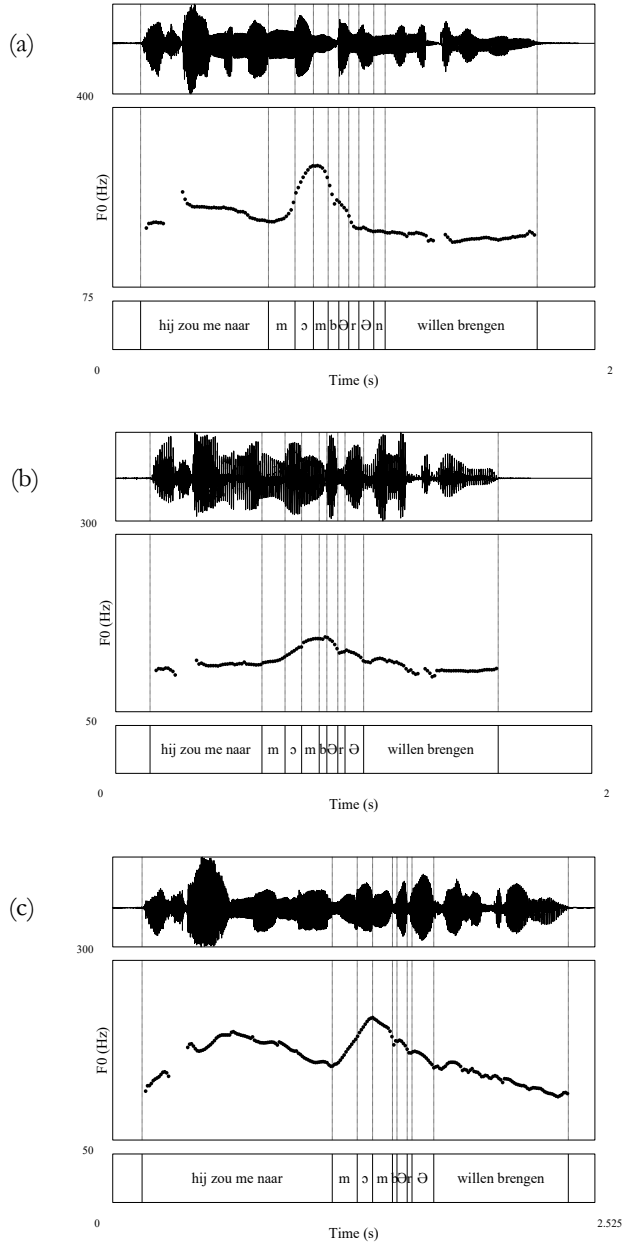 (a)
400
F0 (Hz)
75
hij zou me naar m ɔ m b Ə r Ə n willen brengen
0 2
Time (s)
(b)
300
F0 (Hz)
50
hij zou me naar m ɔ m b Ə r Ə willen brengen
0 2
Time (s)
(c)
300
F0 (Hz)
50
hij zou me naar m ɔ m b Ə r Ə willen brengen
0 2.525
Time (s)